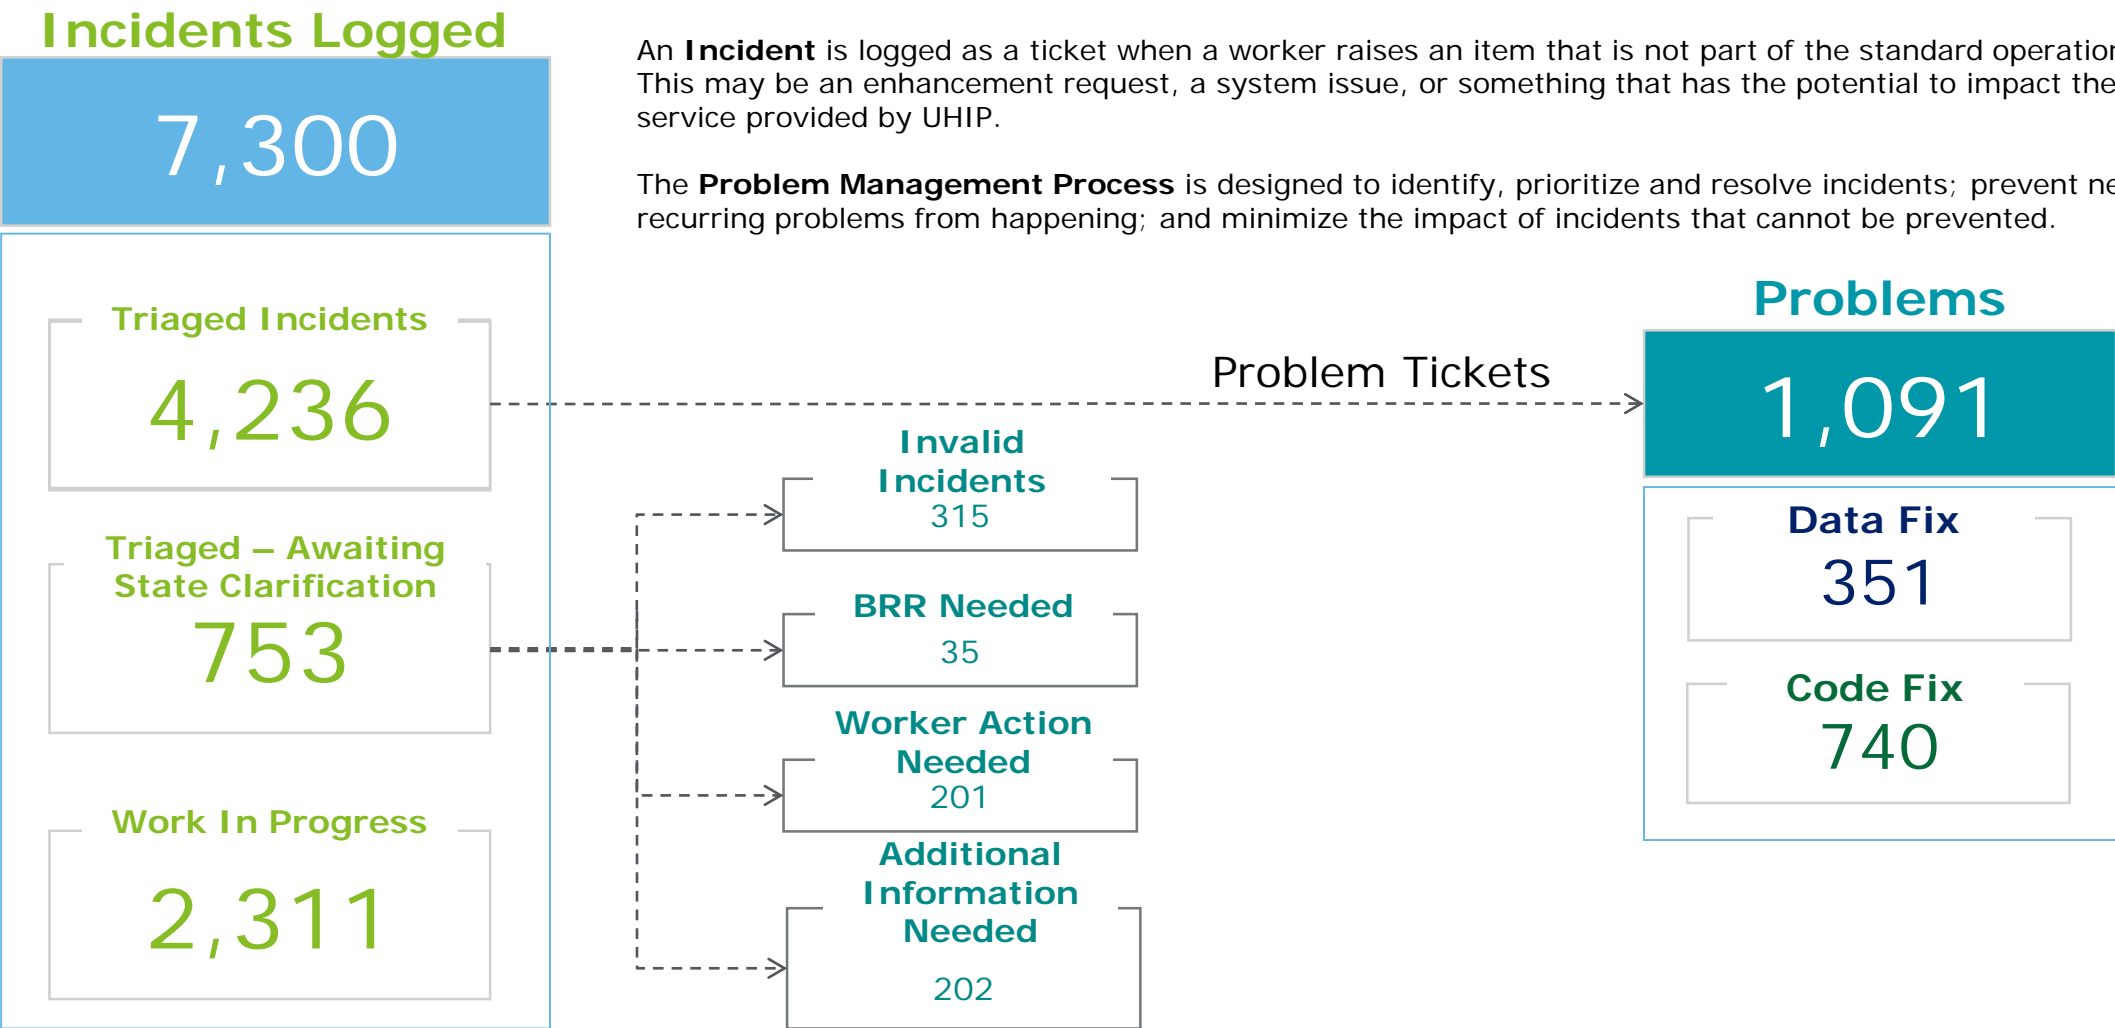 Incidents Logged
7,300
An Incident is logged as a ticket when a worker raises an item that is not part of the standard operation
This may be an enhancement request, a system issue, or something that has the potential to impact the
service provided by UHIP.
The Problem Management Process is designed to identify, prioritize and resolve incidents; prevent
recurring problems from happening; and minimize the impact of incidents that cannot be prevented.
Triaged Incidents
4,236
Triaged – Awaiting
State Clarification
753
Work In Progress
2,311
Problem Tickets
Invalid
Incidents
315
BRR Needed
35
Worker Action
Needed
201
Additional
Information
Needed
202
Problems
1,091
Data Fix
351
Code Fix
740